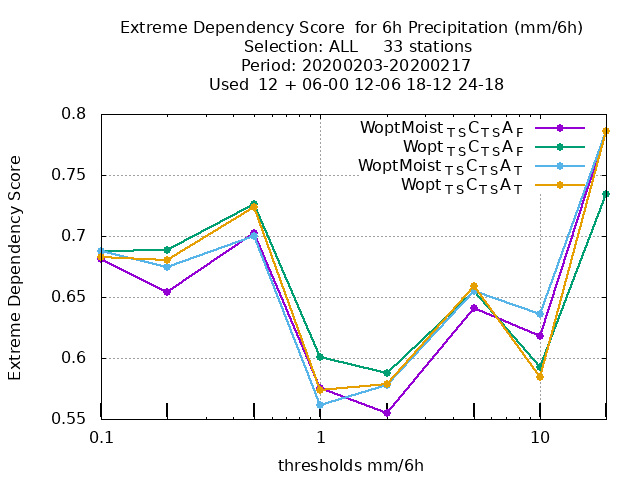 Extreme Dependency Score  for 6h Precipitation (mm/6h)
Selection: ALL     33 stations
Period: 20200203-20200217
Used  12 + 06-00 12-06 18-12 24-18
0.8
WoptMoist TS C TS A F
Wopt TS C TS A F
WoptMoist TS C TS A T
Wopt TS C TS A T
0.75
0.7
0.65
0.6
0.55
Extreme Dependency Score
0.1 1 10
thresholds mm/6h